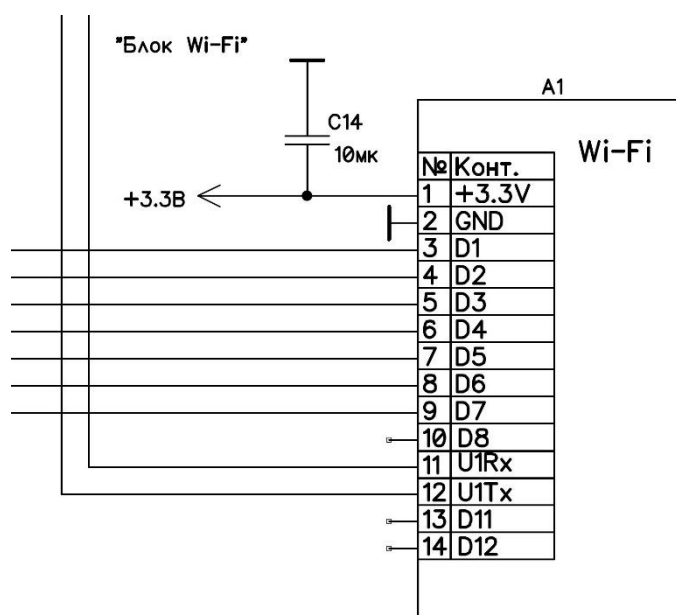 "Блок Wi-Fi"
A1
C14
10мк
Wi-Fi
№ Конт.
+3.3В
1 +3.3V
2 GND
3 D1
4 D2
5 D3
6 D4
7 D5
8 D6
9 D7
10 D8
11 U1Rx
12 U1Tx
13 D11
14 D12